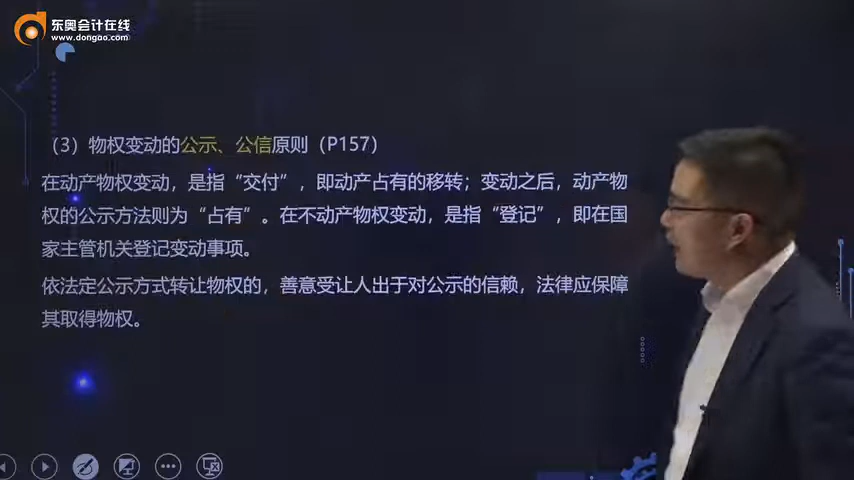 东奥会计在线
www.dongao.com
（3）物权变动的公示、公信原则（P157）
在动产物权变动，是指“交付”，即动产占有的移转；变动之后，动产物
权的公示方法则为“占有”。在不动产物权变动，是指“登记”，即在国
家主管机关登记变动事项。
依法定公示方式转让物权的，善意受让人出于对公示的信赖，法律应保障
其取得物权。